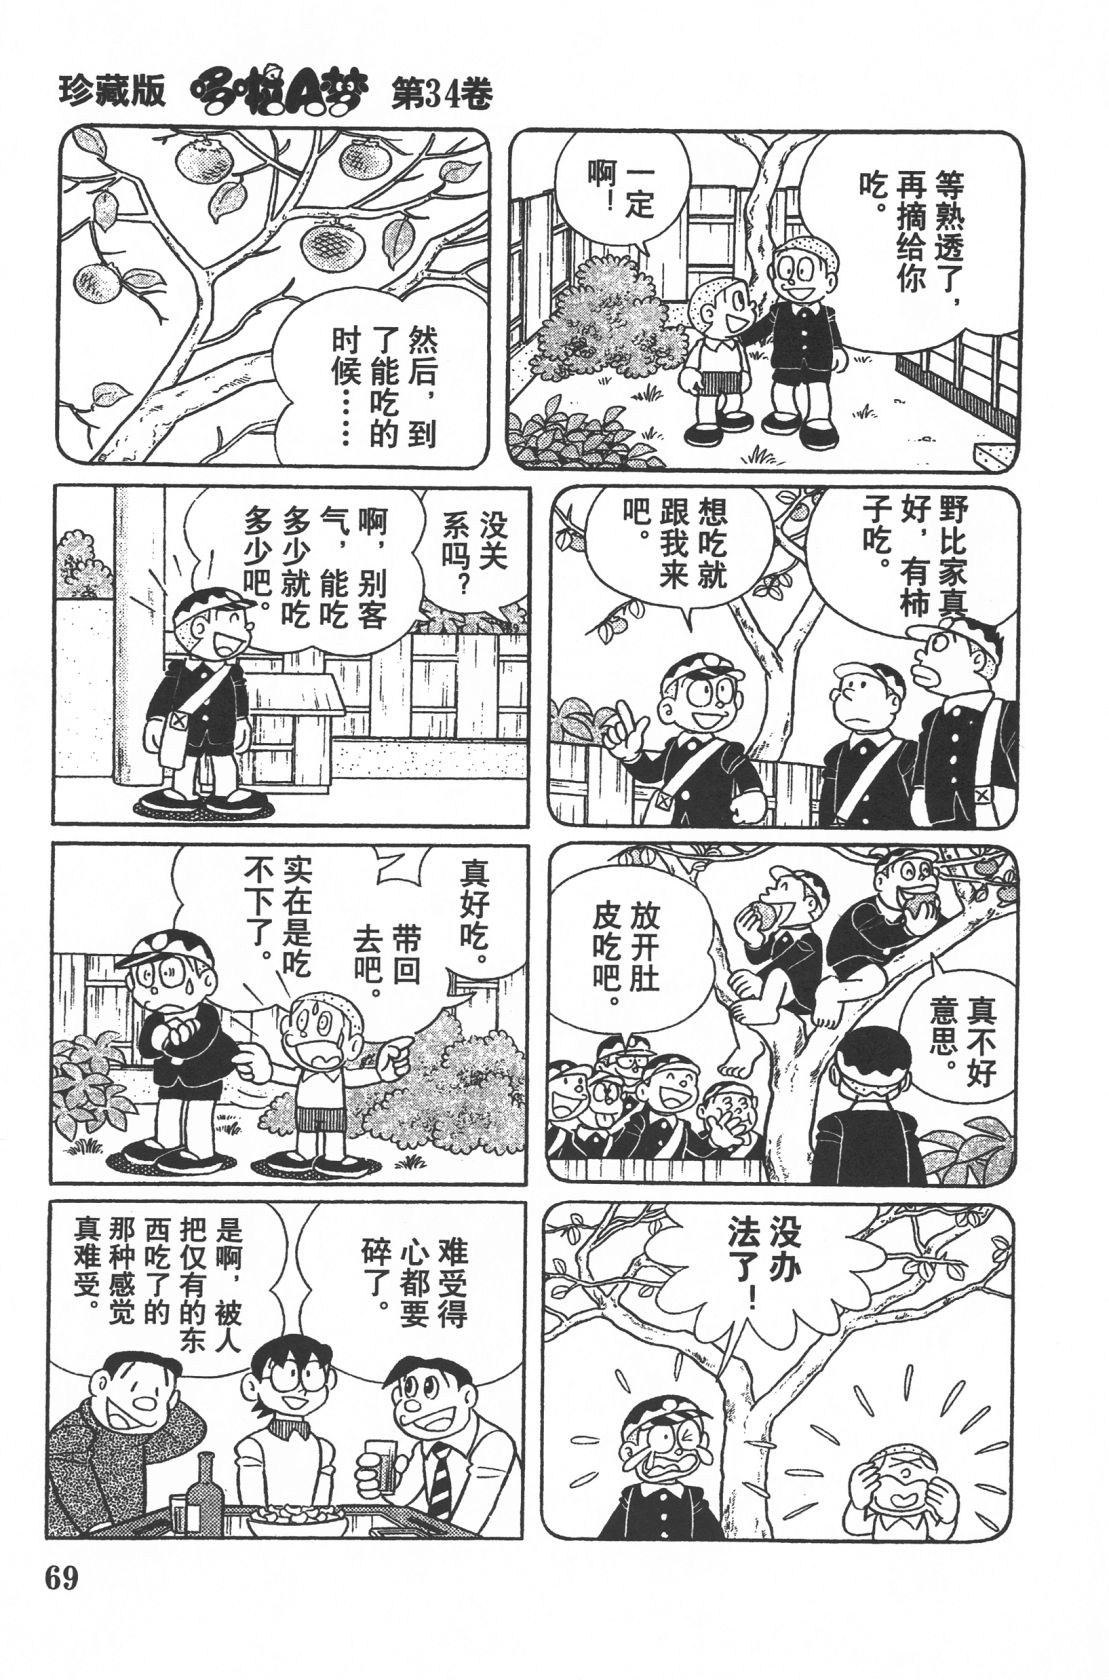 珍藏版 哆啦A梦 第34卷
等熟透了，
再摘给你
吃。
一定
啊！
然后，到
了能吃的
时候……
野比家真
好，有柿
子吃。
想吃就
跟我来
吧。
没关
系吗？
啊，别客
气，能吃
多少就吃
多少吧。
真不好
意思。
放开肚
皮吃吧。
真好吃。
带回
去吧。
实在是吃
不下了。
没办
法了！
难受得
心都要
碎了。
是啊，被人
把仅有的东
西吃了的
那种感觉
真难受。
69